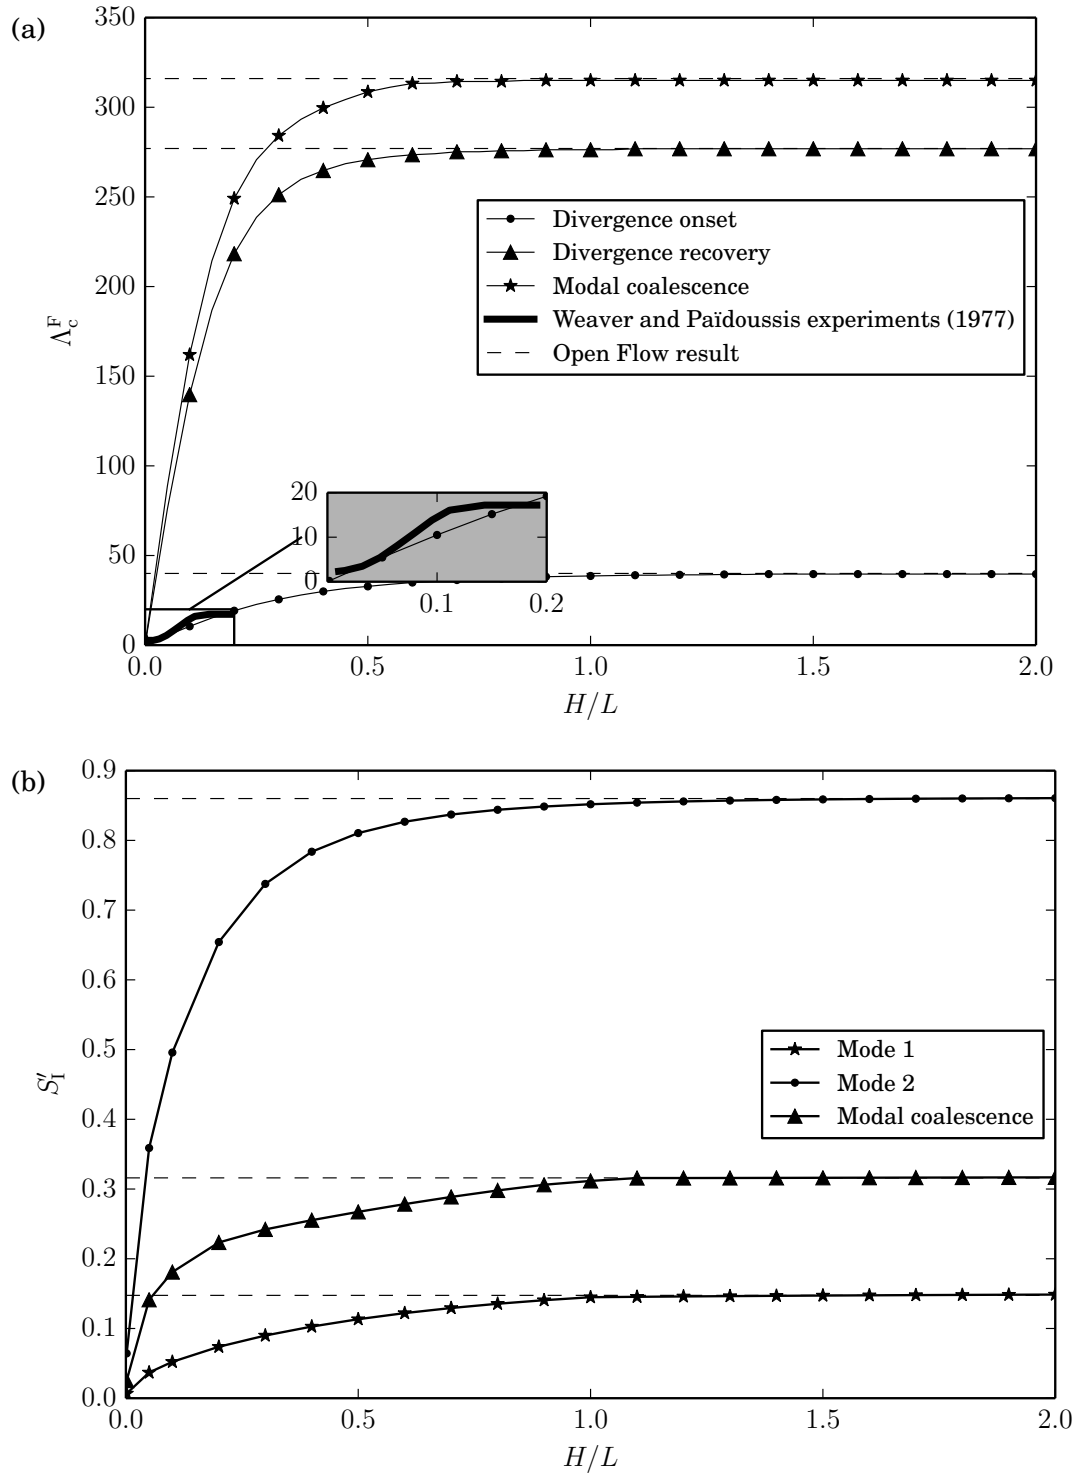 (a)
350
300
250
200
150
100
50
0
Λ_c^F
Divergence onset
Divergence recovery
Modal coalescence
Weaver and Païdoussis experiments (1977)
Open Flow result
20
10
0
0.1
0.2
0.0
0.5
1.0
1.5
2.0
H/L
(b)
0.9
0.8
0.7
0.6
0.5
0.4
0.3
0.2
0.1
0.0
S′_I
Mode 1
Mode 2
Modal coalescence
0.0
0.5
1.0
1.5
2.0
H/L